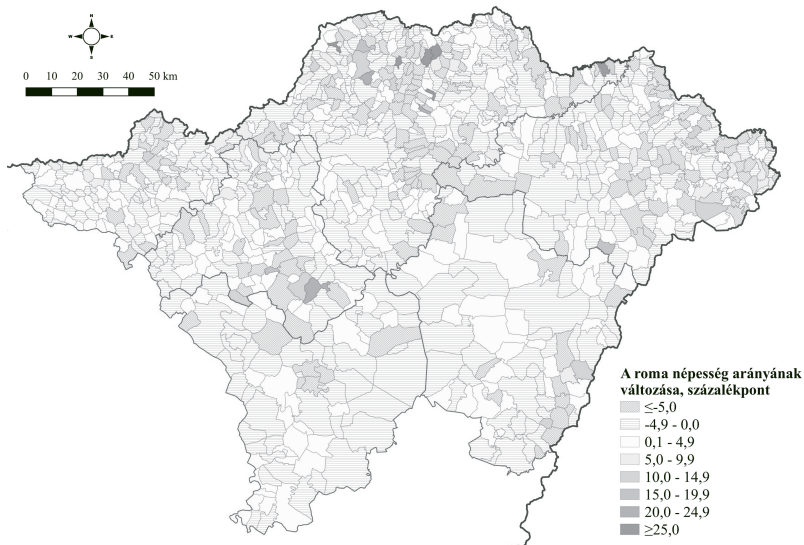 N
W E
S
0 10 20 30 40 50 km
A roma népesség arányának
változása, százalékpont
≤-5,0
-4,9 - 0,0
0,1 - 4,9
5,0 - 9,9
10,0 - 14,9
15,0 - 19,9
20,0 - 24,9
≥25,0